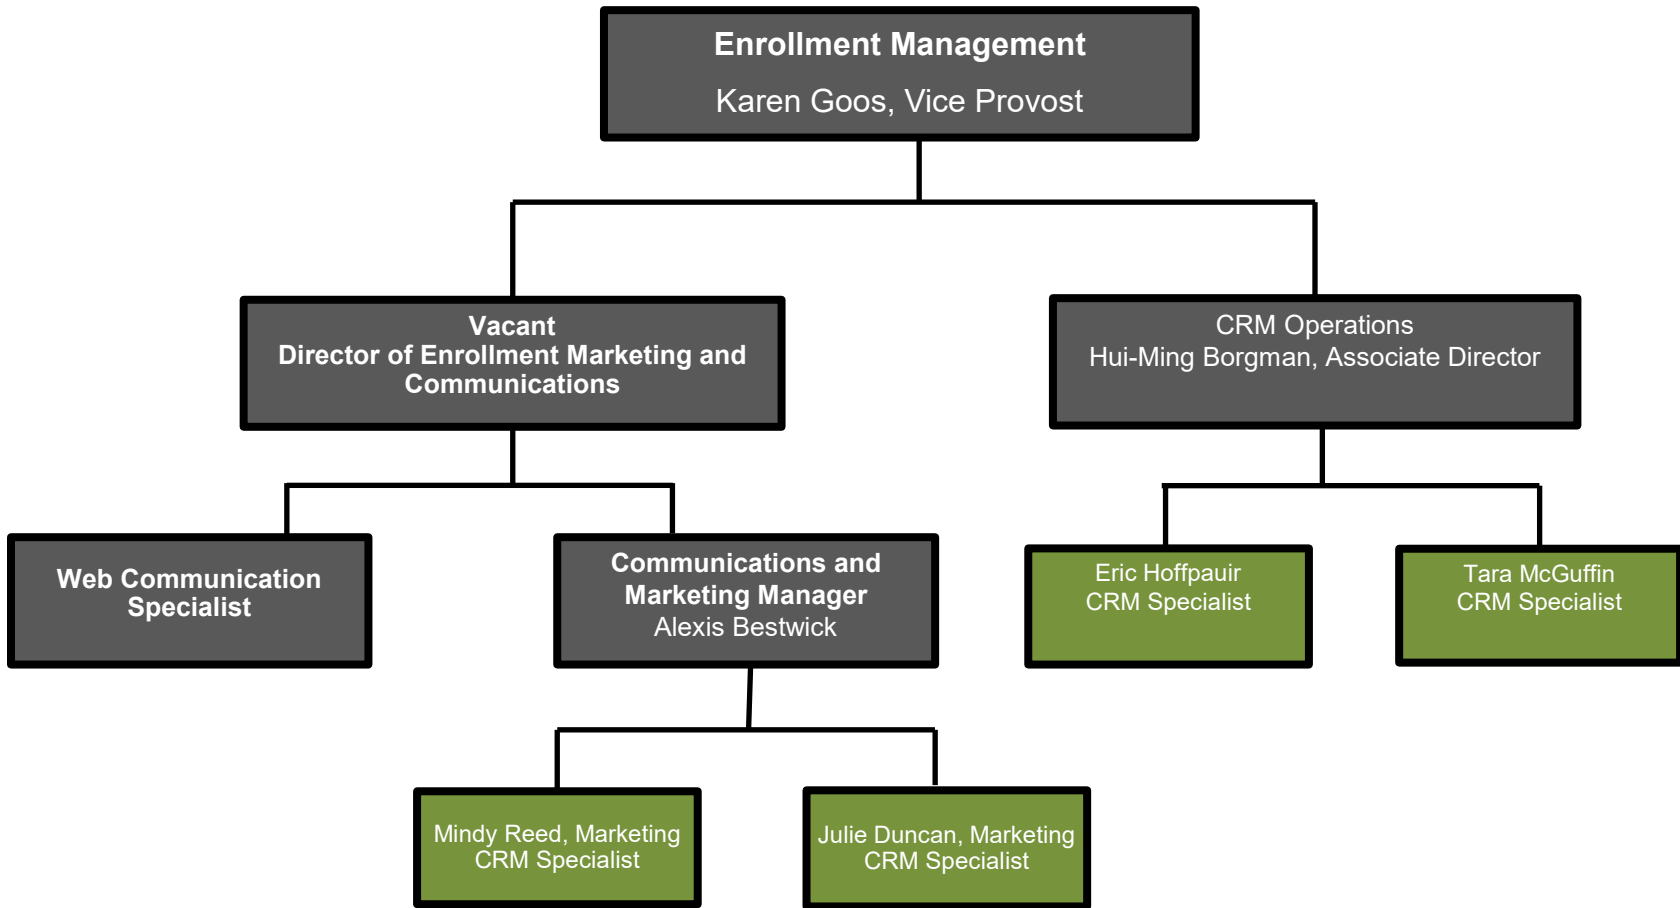 Enrollment Management
Karen Goos, Vice Provost
Vacant
Director of Enrollment Marketing and
Communications
CRM Operations
Hui-Ming Borgman, Associate Director
Web Communication
Specialist
Communications and
Marketing Manager
Alexis Bestwick
Eric Hoffpauir
CRM Specialist
Tara McGuffin
CRM Specialist
Mindy Reed, Marketing
CRM Specialist
Julie Duncan, Marketing
CRM Specialist